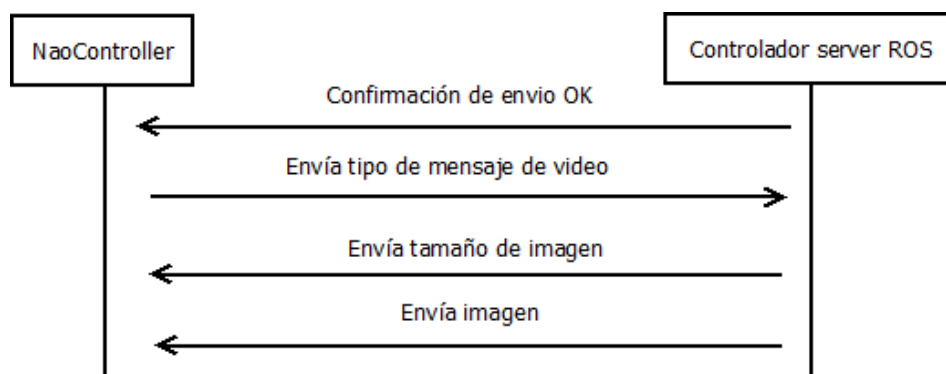 NaoController
Controlador server ROS
Confirmación de envio OK
Envía tipo de mensaje de video
Envía tamaño de imagen
Envía imagen